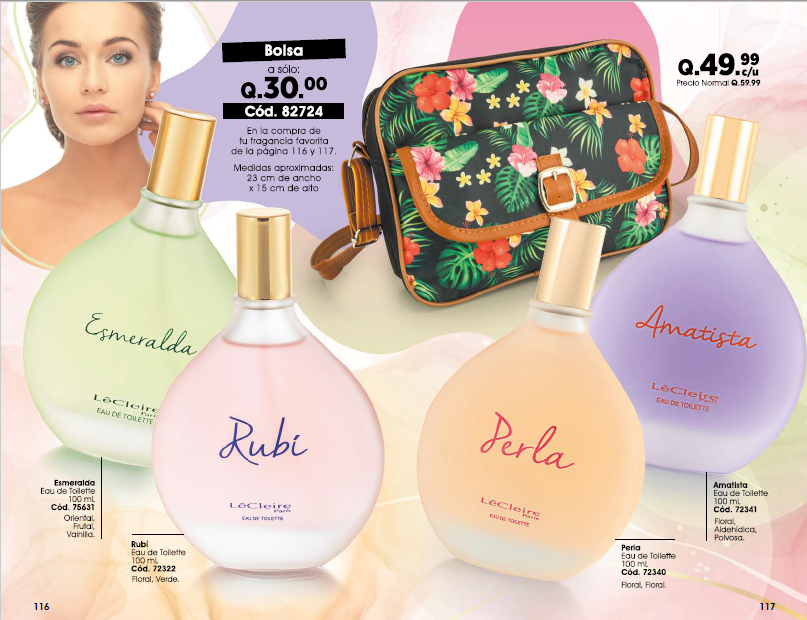 Bolsa
a sólo:
Q.30.00
Cód. 82724
En la compra de
tu fragancia favorita
de la página 116 y 117.
Medidas aproximadas:
23 cm de ancho
x 15 cm de alto
Q.49.99
c/u
Precio Normal Q.59.99
Esmeralda
LeCleire
Paris
EAU DE TOILETTE
Rubí
LeCleire
Paris
EAU DE TOILETTE
Perla
LeCleire
Paris
EAU DE TOILETTE
Amatista
LeCleire
Paris
EAU DE TOILETTE
Esmeralda
Eau de Toilette
100 ml.
Cód. 75631
Oriental,
Frutal,
Vainilla.
Rubí
Eau de Toilette
100 ml.
Cód. 72322
Floral, Verde.
Perla
Eau de Toilette
100 ml.
Cód. 72340
Floral, Floral.
Amatista
Eau de Toilette
100 ml.
Cód. 72341
Floral,
Aldehídica,
Polvosa.
116
117